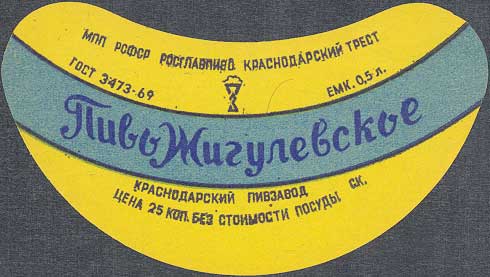 МПП РСФСР РОСГЛАВПИВО КРАСНОДАРСКИЙ ТРЕСТ
ГОСТ 3473-69
ЕМК. 0,5 л.
Пиво Жигулевское
КРАСНОДАРСКИЙ ПИВЗАВОД
ЦЕНА 25 КОП. БЕЗ СТОИМОСТИ ПОСУДЫ СК.